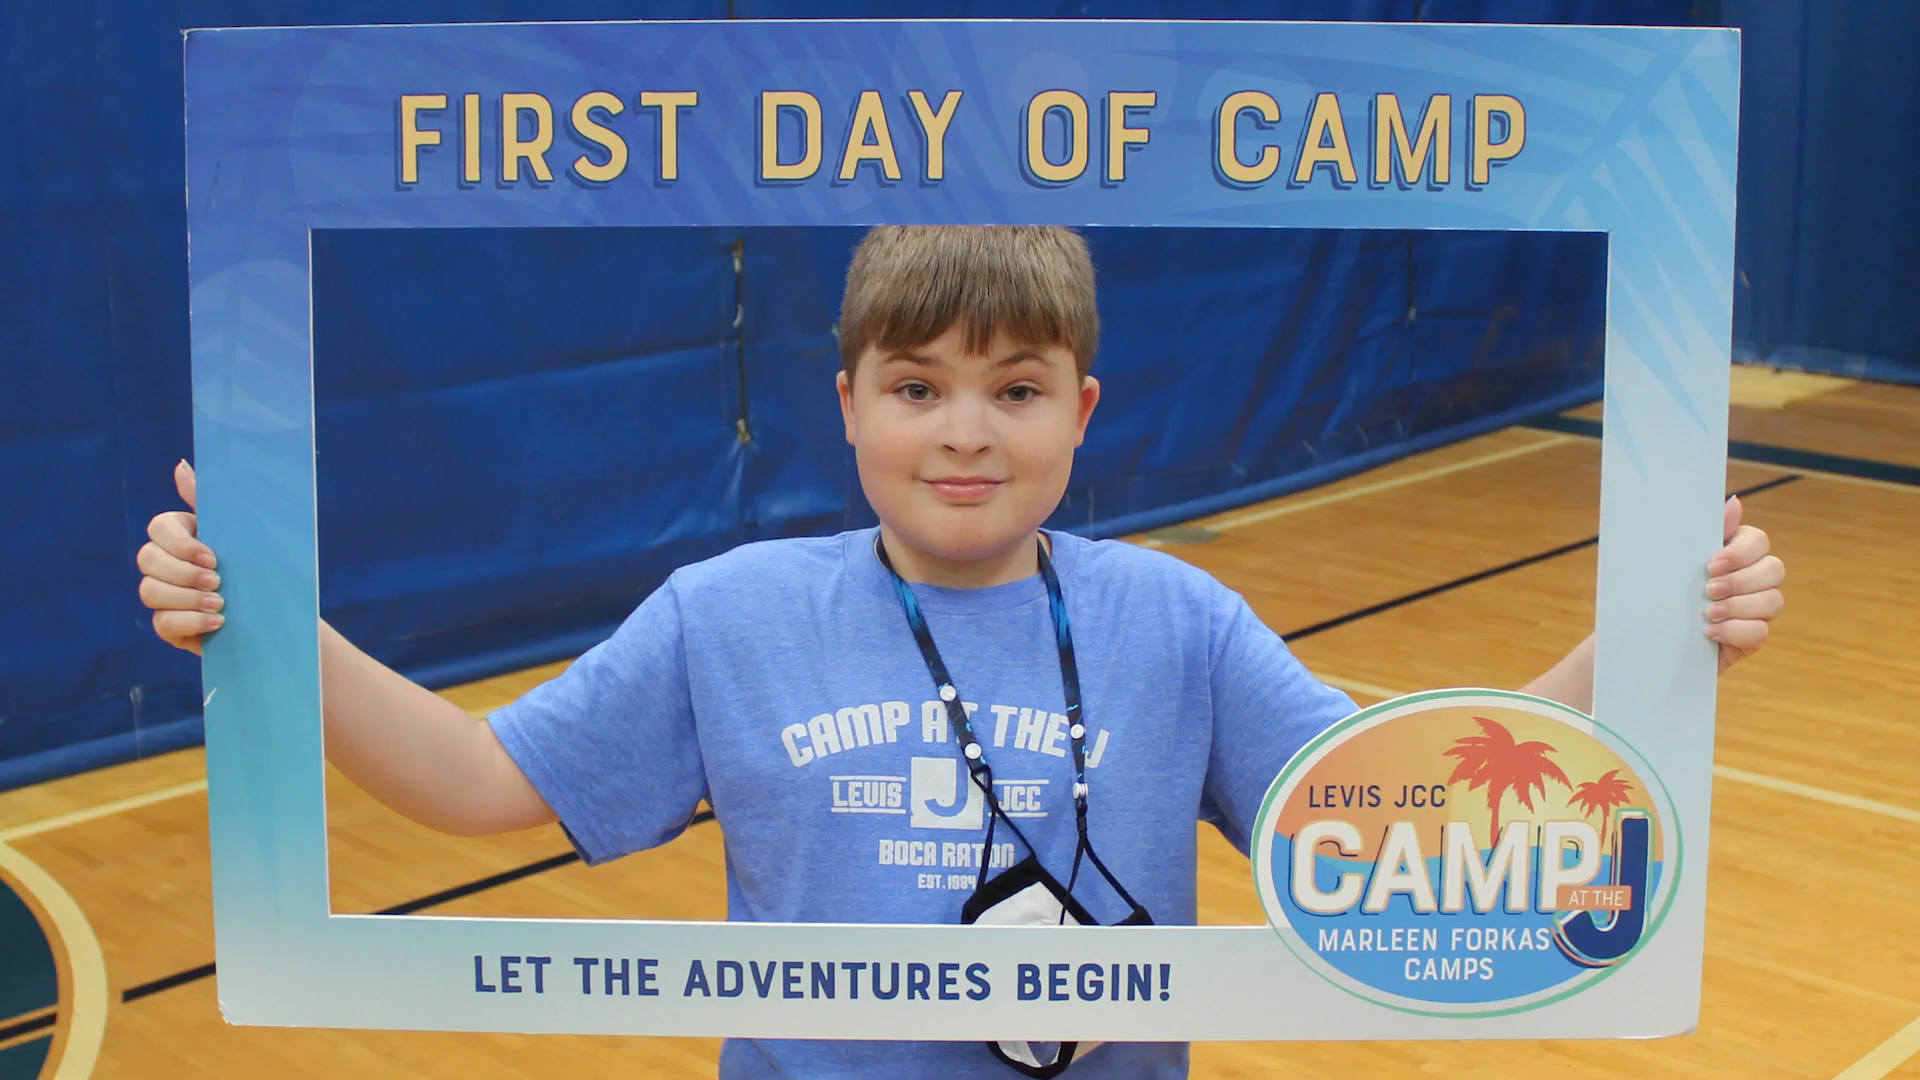 FIRST DAY OF CAMP
CAMP AT THE J
LEVIS J JCC
BOCA RATON
EST. 1984
LEVIS JCC
CAMP
AT THE
J
MARLEEN FORKAS
CAMPS
LET THE ADVENTURES BEGIN!